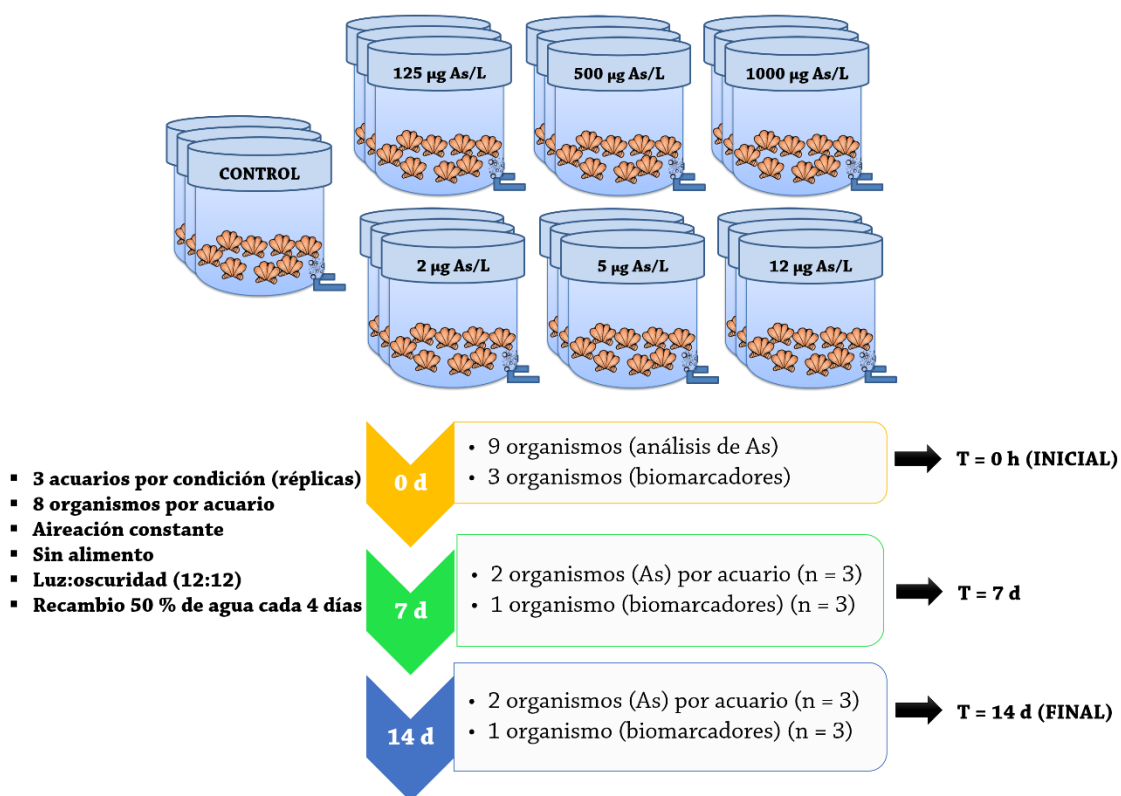 125 µg As/L
500 µg As/L
1000 µg As/L
CONTROL
2 µg As/L
5 µg As/L
12 µg As/L
▪ 3 acuarios por condición (réplicas)
▪ 8 organismos por acuario
▪ Aireación constante
▪ Sin alimento
▪ Luz:oscuridad (12:12)
▪ Recambio 50 % de agua cada 4 días
0 d
• 9 organismos (análisis de As)
• 3 organismos (biomarcadores)
T = 0 h (INICIAL)
7 d
• 2 organismos (As) por acuario (n = 3)
• 1 organismo (biomarcadores) (n = 3)
T = 7 d
14 d
• 2 organismos (As) por acuario (n = 3)
• 1 organismo (biomarcadores) (n = 3)
T = 14 d (FINAL)